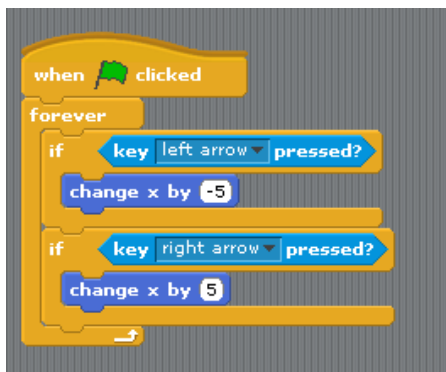 when clicked
forever
if key left arrow pressed?
change x by -5
if key right arrow pressed?
change x by 5